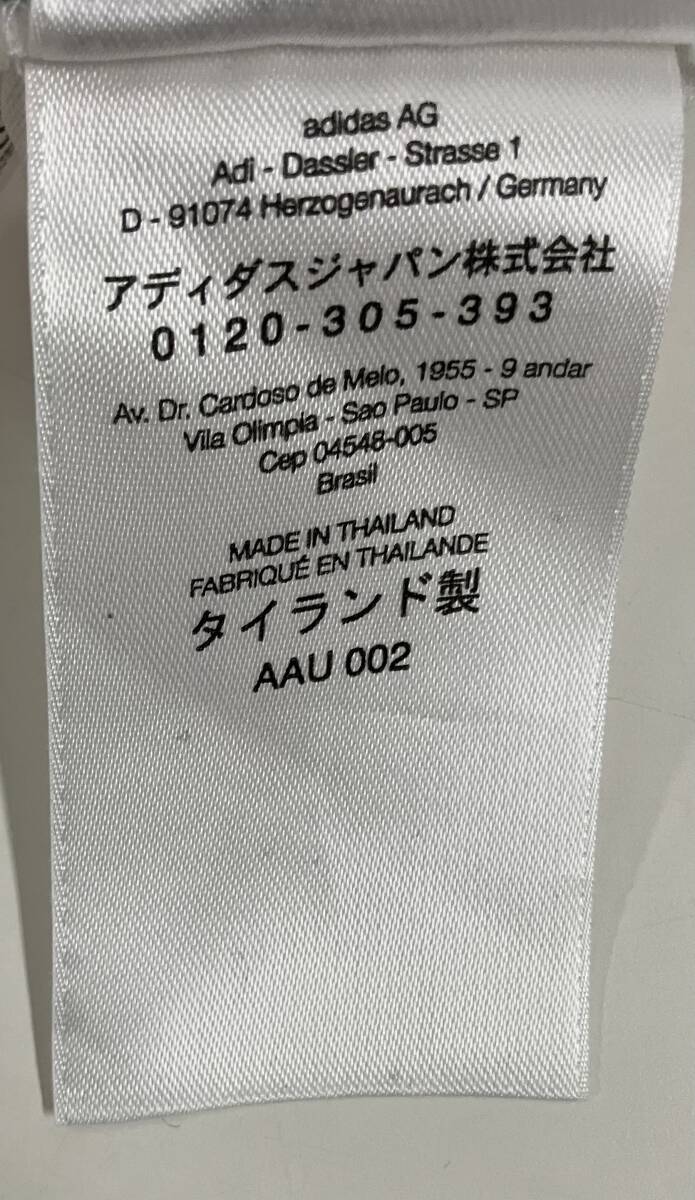 adidas AG
Adi - Dassler - Strasse 1
D - 91074 Herzogenaurach / Germany
アディダスジャパン株式会社
0120-305-393
Av. Dr. Cardoso de Melo, 1955 - 9 andar
Vila Olimpia - Sao Paulo - SP
Cep 04548-005
Brasil
MADE IN THAILAND
FABRIQUÉ EN THAILANDE
タイランド製
AAU 002